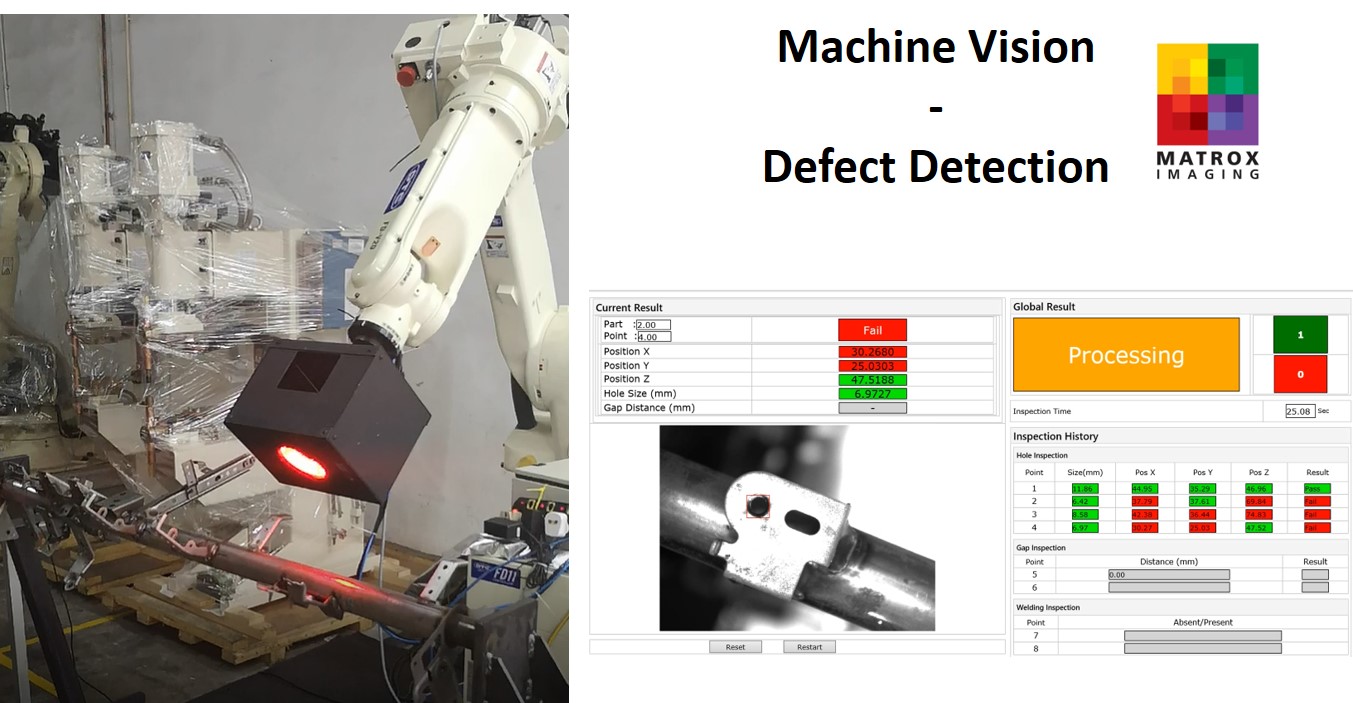 Machine Vision
-
Defect Detection
MATROX
IMAGING
Current Result
Part : 2.00
Point : 4.00
Fail
Position X 30.2680
Position Y 25.0303
Position Z 47.5188
Hole Size (mm) 6.9727
Gap Distance (mm) -
Reset Restart
Global Result
Processing
1
0
Inspection Time 25.08 Sec
Inspection History
Hole Inspection
Point Size(mm) Pos X Pos Y Pos Z Result
1 11.86 44.95 35.29 46.96 Pass
2 6.42 37.79 37.61 69.84 Fail
3 8.58 42.38 36.44 74.83 Fail
4 6.97 30.27 25.03 47.52 Fail
Gap Inspection
Point Distance (mm) Result
5 0.00
6
Welding Inspection
Point Absent/Present
7
8
FD11